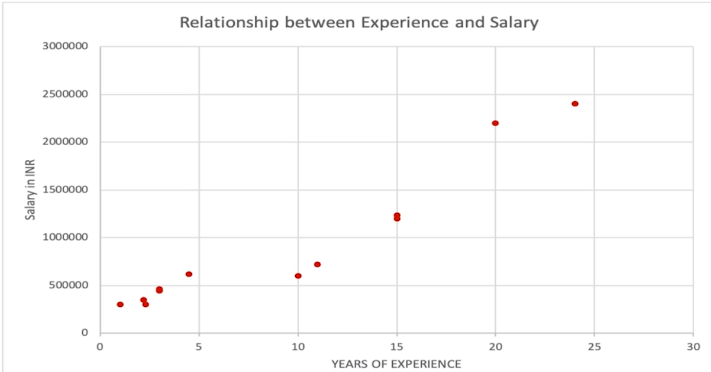 Relationship between Experience and Salary
3000000
2500000
2000000
1500000
1000000
500000
0
Salary in INR
0 5 10 15 20 25 30
YEARS OF EXPERIENCE